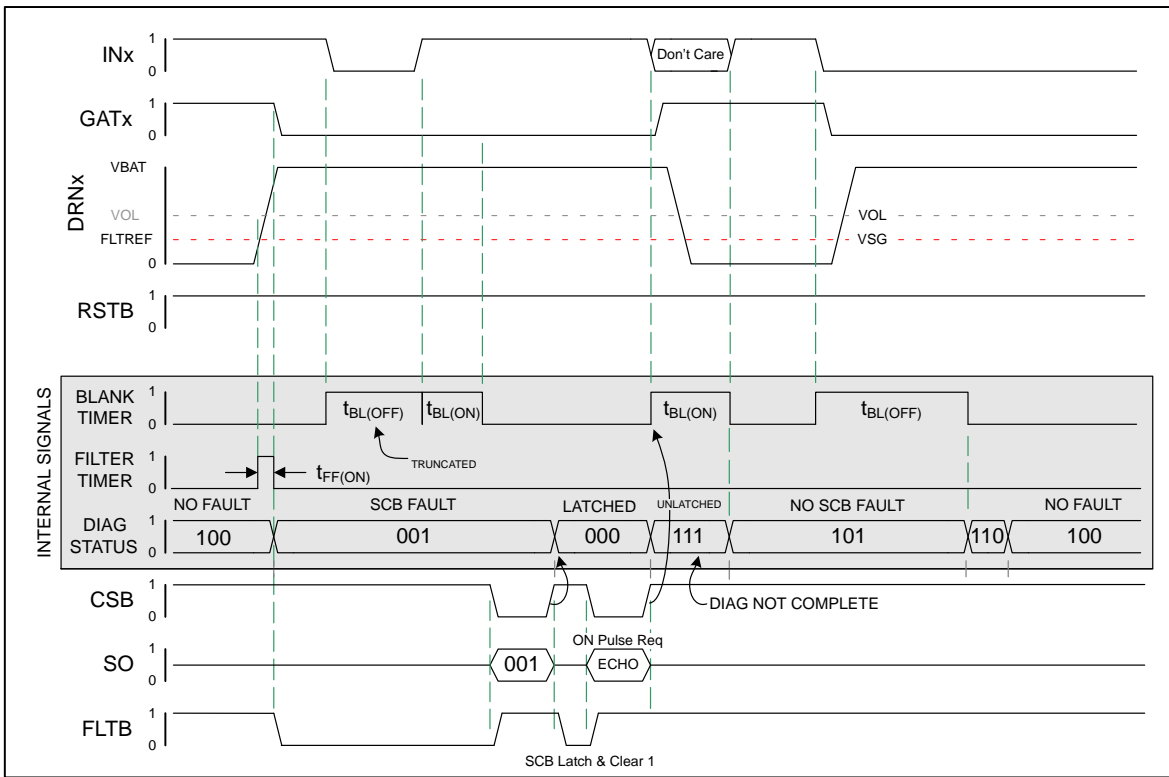 INx 1 0 Don't Care
GATx 1 0
DRNx VBAT VOL FLTREF 0 VOL VSG
RSTB 1 0
INTERNAL SIGNALS
BLANK TIMER 1 0 tBL(OFF) tBL(ON) tBL(ON) tBL(OFF)
TRUNCATED
FILTER TIMER 1 0 tFF(ON)
NO FAULT SCB FAULT LATCHED UNLATCHED NO SCB FAULT NO FAULT
DIAG STATUS 1 0 100 001 000 111 101 110 100
CSB 1 0 DIAG NOT COMPLETE
ON Pulse Req
SO 001 ECHO
FLTB 1 0
SCB Latch & Clear 1